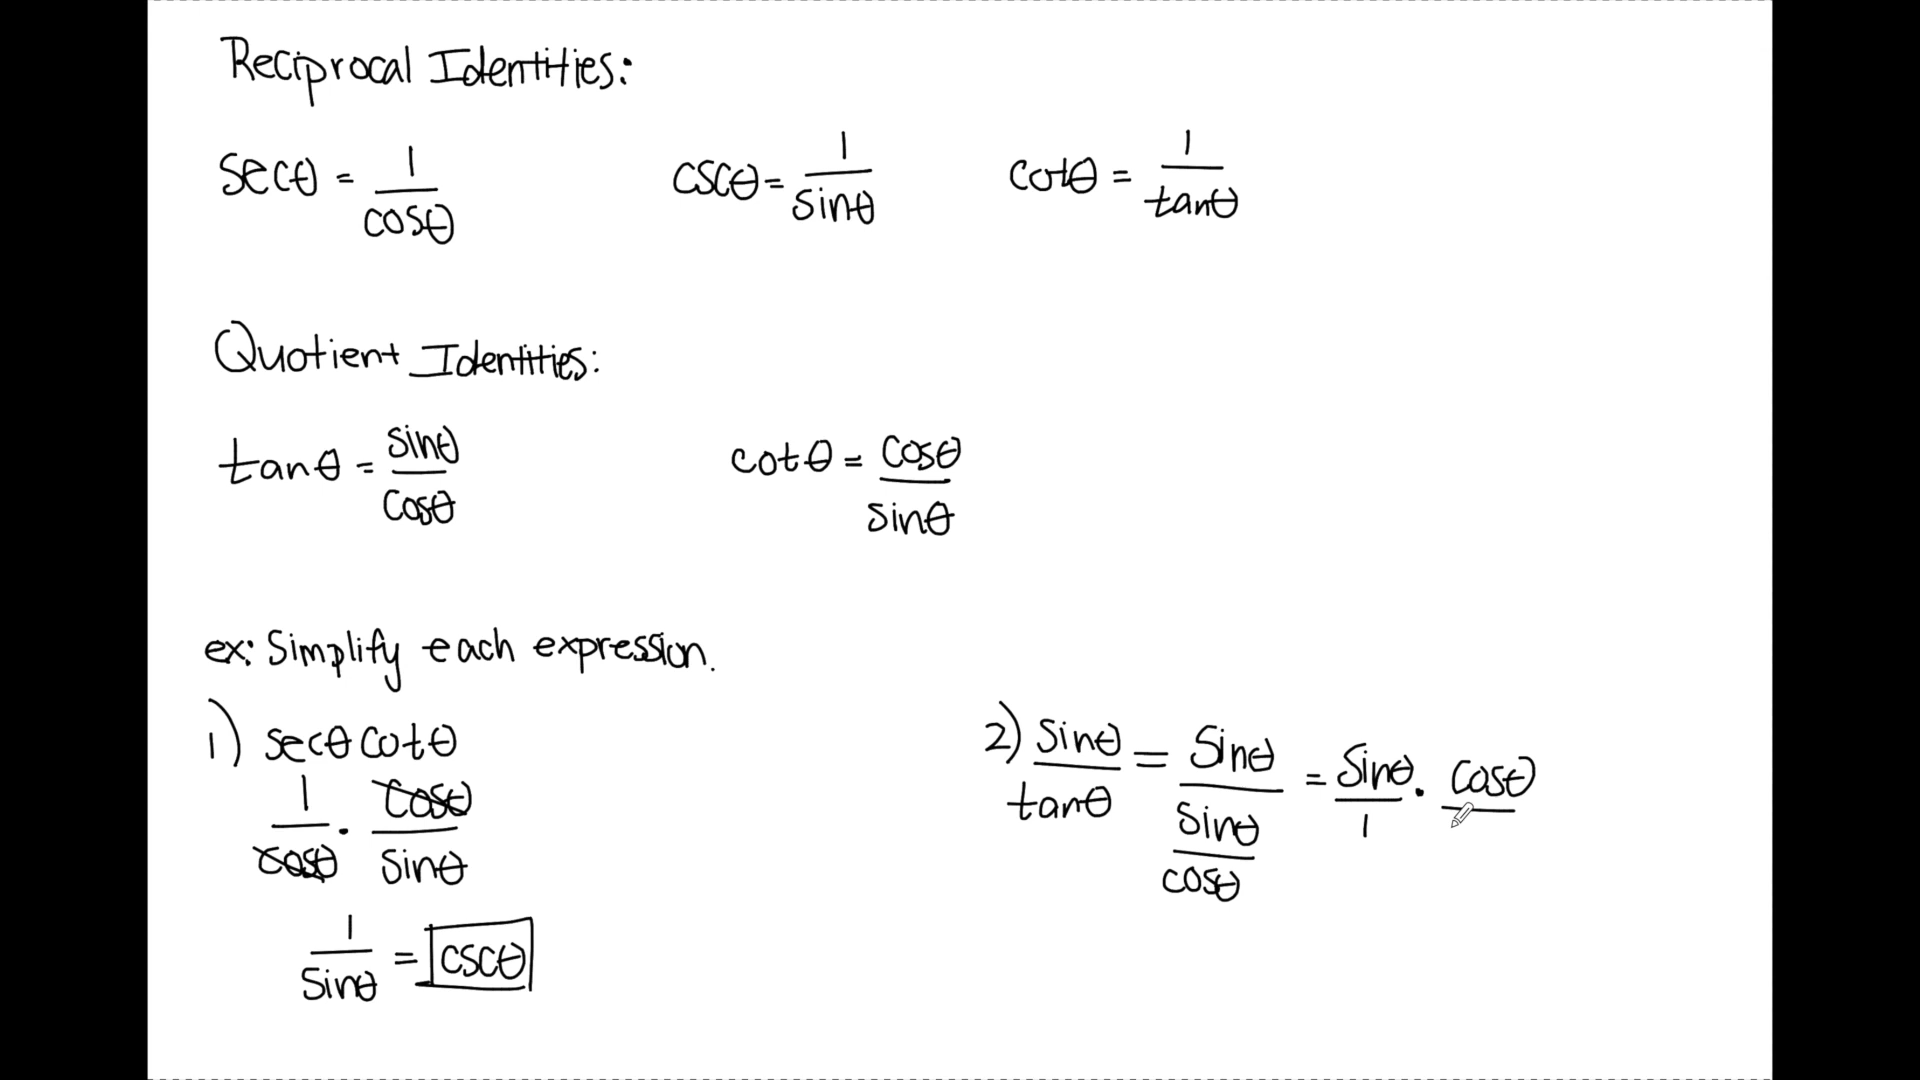 Reciprocal Identities:
secθ = 1/cosθ cscθ = 1/sinθ cotθ = 1/tanθ
Quotient Identities:
tanθ = sinθ/cosθ cotθ = cosθ/sinθ
ex: Simplify each expression.
1) secθ cotθ
1/cosθ · cosθ/sinθ
1/sinθ = cscθ
2) sinθ/tanθ = sinθ/(sinθ/cosθ) = sinθ/1 · cosθ/